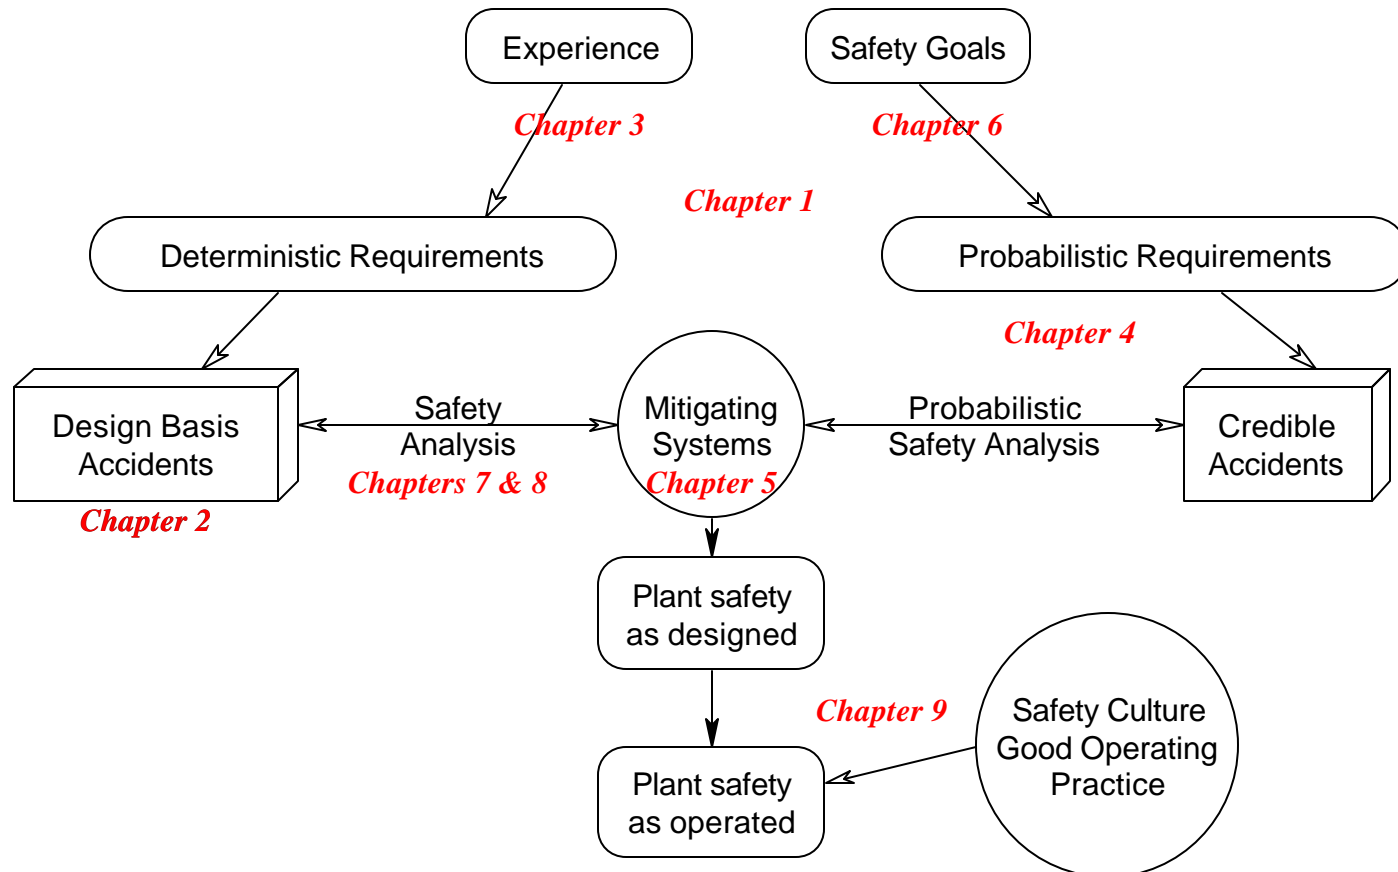 Experience
Safety Goals
Chapter 3
Chapter 6
Chapter 1
Deterministic Requirements
Probabilistic Requirements
Chapter 4
Design Basis
Accidents
Safety
Analysis
Chapters 7 & 8
Mitigating
Systems
Chapter 5
Probabilistic
Safety Analysis
Credible
Accidents
Chapter 2
Plant safety
as designed
Chapter 9
Safety Culture
Good Operating
Practice
Plant safety
as operated